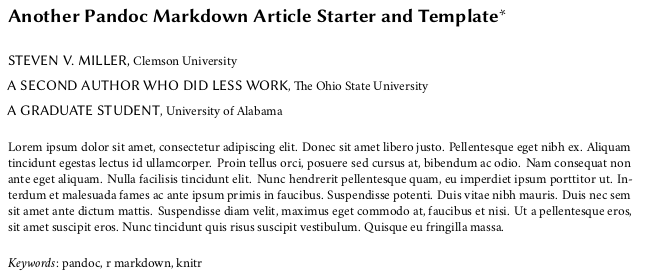 Another Pandoc Markdown Article Starter and Template*
STEVEN V. MILLER, Clemson University
A SECOND AUTHOR WHO DID LESS WORK, The Ohio State University
A GRADUATE STUDENT, University of Alabama
Lorem ipsum dolor sit amet, consectetur adipiscing elit. Donec sit amet libero justo. Pellentesque eget nibh ex. Aliquam
tincidunt egestas lectus id ullamcorper. Proin tellus orci, posuere sed cursus at, bibendum ac odio. Nam consequat non
ante eget aliquam. Nulla facilisis tincidunt elit. Nunc hendrerit pellentesque quam, eu imperdiet ipsum porttitor ut. In-
terdum et malesuada fames ac ante ipsum primis in faucibus. Suspendisse potenti. Duis vitae nibh mauris. Duis nec sem
sit amet ante dictum mattis. Suspendisse diam velit, maximus eget commodo at, faucibus et nisi. Ut a pellentesque eros,
sit amet suscipit eros. Nunc tincidunt quis risus suscipit vestibulum. Quisque eu fringilla massa.
Keywords: pandoc, r markdown, knitr